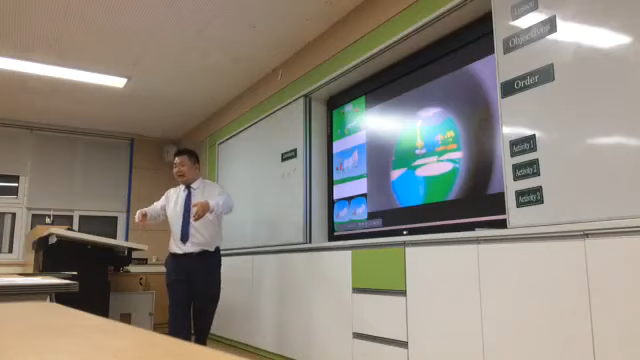 Lesson
Objectives
Order
Activity 1
Activity 2
Activity 3